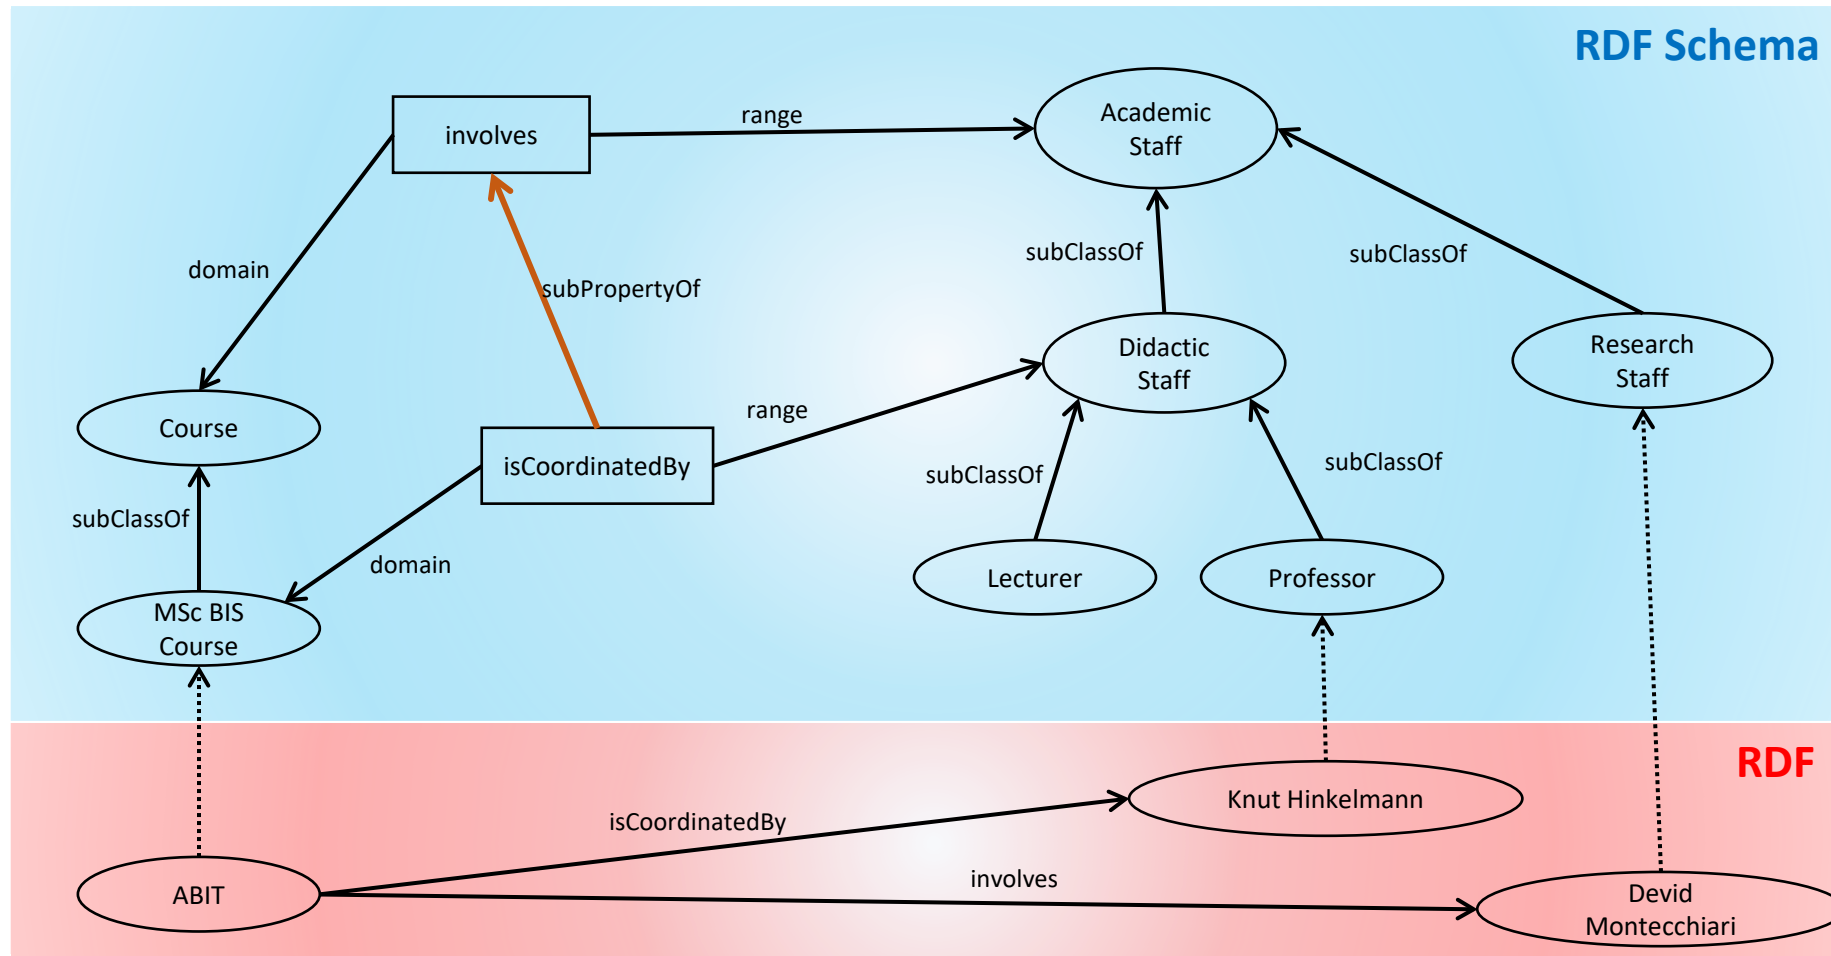 RDF Schema
involves
range
Academic
Staff
domain
subPropertyOf
subClassOf
subClassOf
Didactic
Staff
Research
Staff
Course
isCoordinatedBy
range
subClassOf
subClassOf
subClassOf
domain
Lecturer
Professor
MSc BIS
Course
RDF
Knut Hinkelmann
isCoordinatedBy
involves
ABIT
Devid
Montecchiari